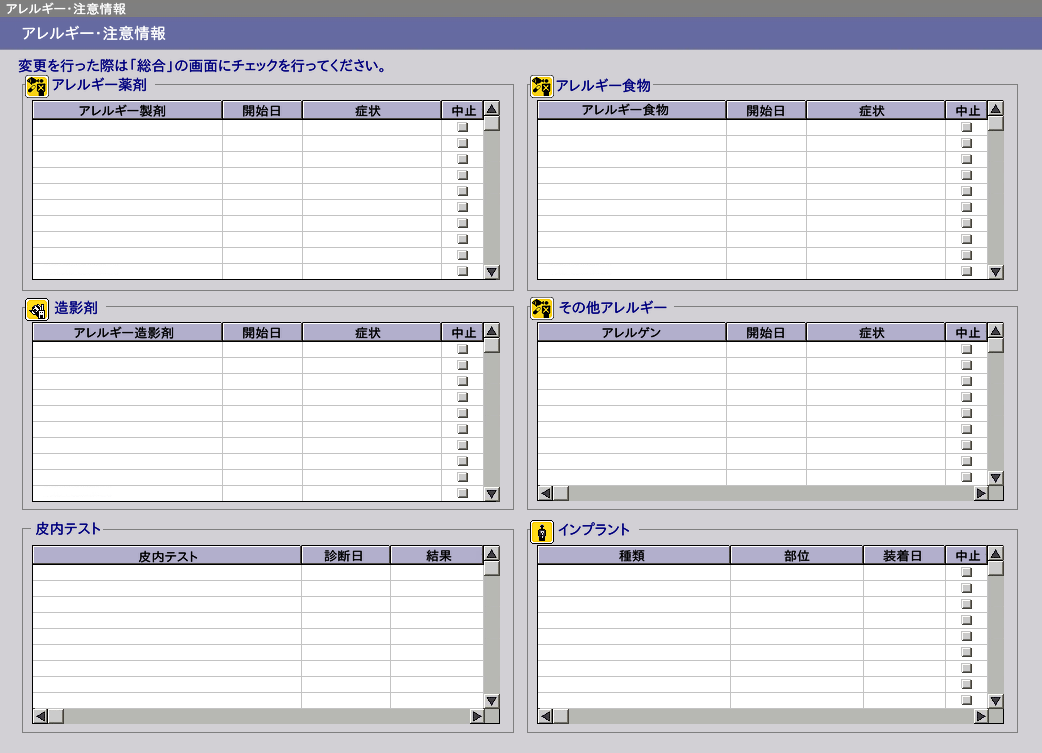 アレルギー・注意情報
アレルギー・注意情報
変更を行った際は「総合」の画面にチェックを行ってください。
アレルギー薬剤
アレルギー製剤 開始日 症状 中止
アレルギー食物
アレルギー食物 開始日 症状 中止
造影剤
アレルギー造影剤 開始日 症状 中止
その他アレルギー
アレルゲン 開始日 症状 中止
皮内テスト
皮内テスト 診断日 結果
インプラント
種類 部位 装着日 中止